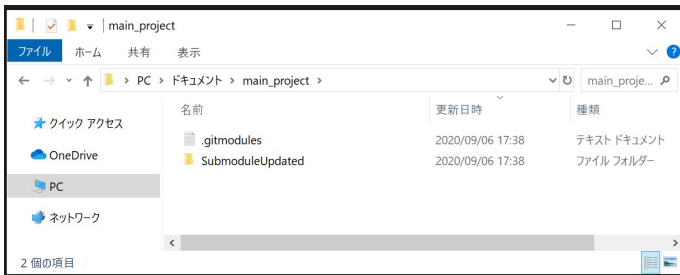 main_project
ファイル ホーム 共有 表示
PC › ドキュメント › main_project › main_proje...
名前 更新日時 種類
クイック アクセス
.gitmodules 2020/09/06 17:38 テキスト ドキュメント
OneDrive
SubmoduleUpdated 2020/09/06 17:38 ファイル フォルダー
PC
ネットワーク
2 個の項目